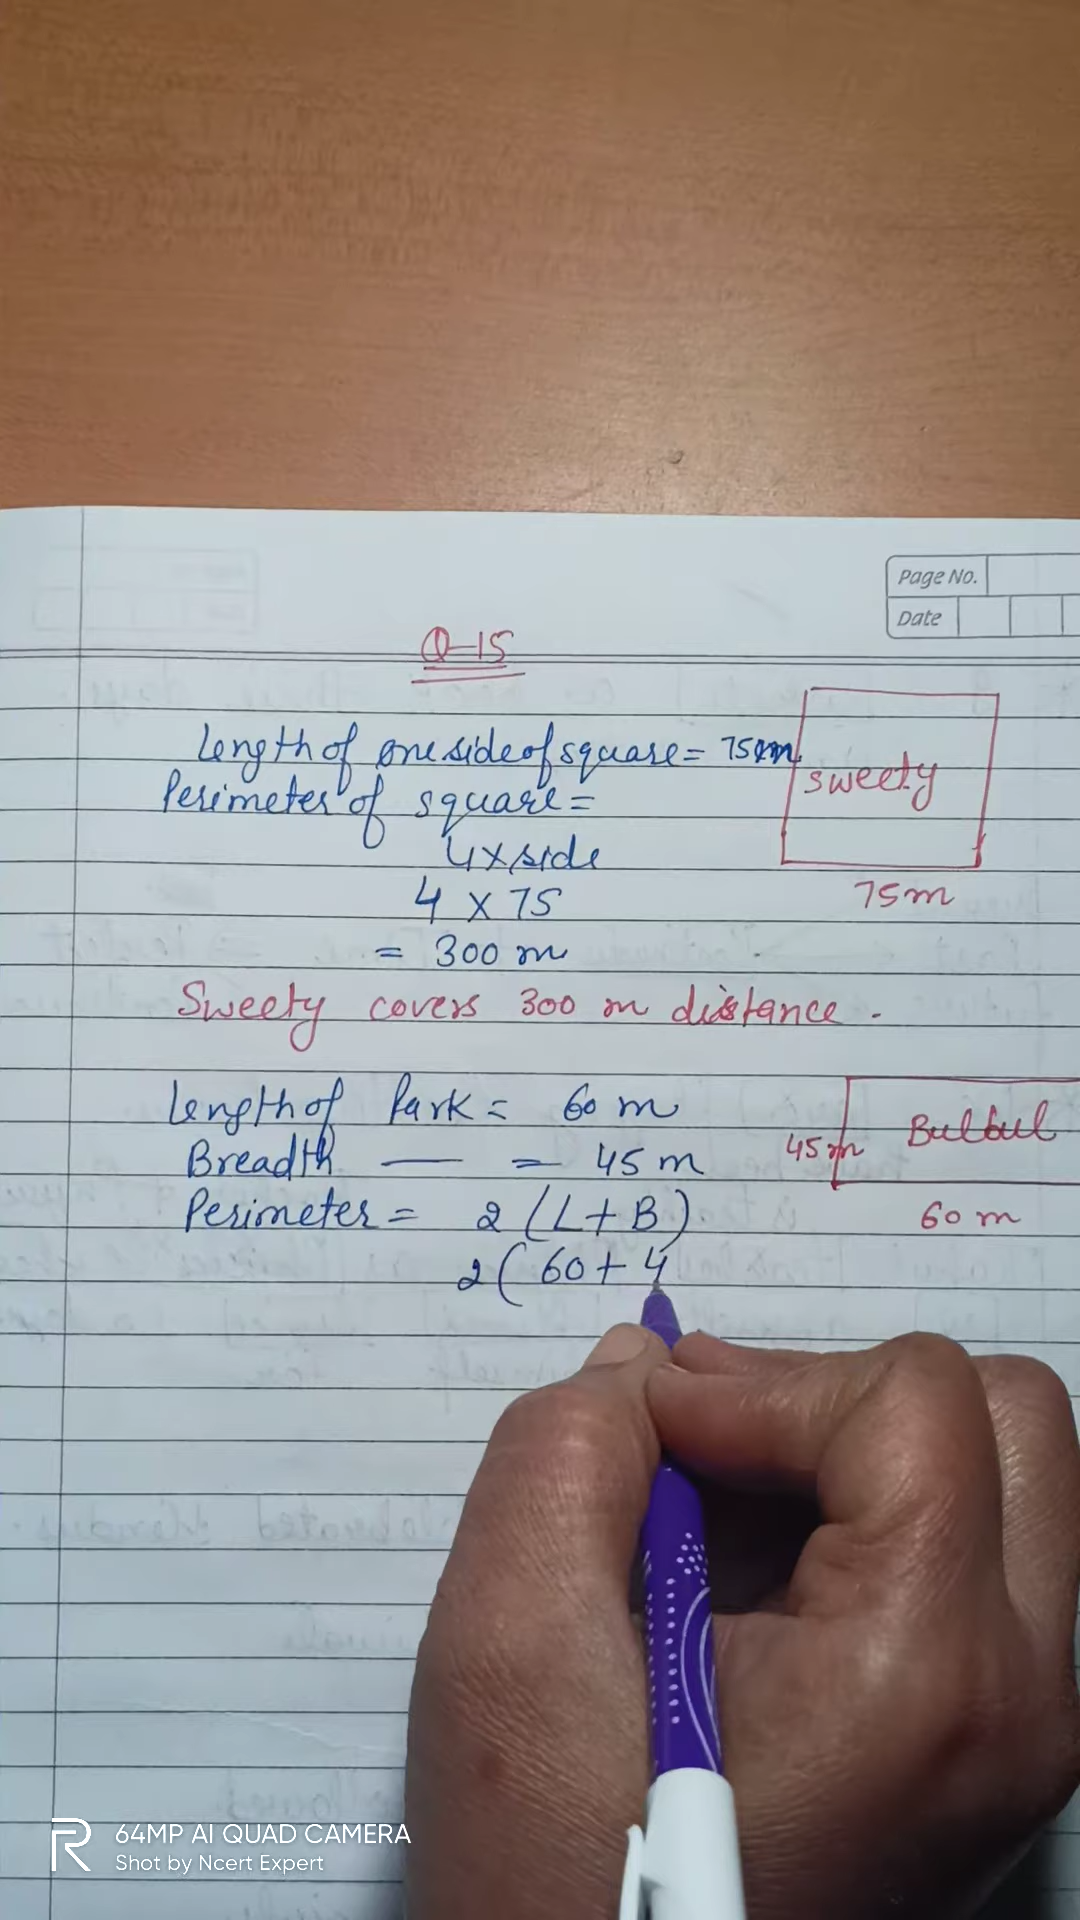 Page No.
Date
Q-15
Length of one side of square = 75m
Perimeter of square =
4 x side
4 x 75
= 300 m
Sweety
75m
Sweety covers 300 m distance.
Length of Park = 60 m
Breadth — = 45 m
Perimeter = 2 (L+B)
2 ( 60 + 4
45 m
Bulbul
60 m
64MP AI QUAD CAMERA
Shot by Ncert Expert